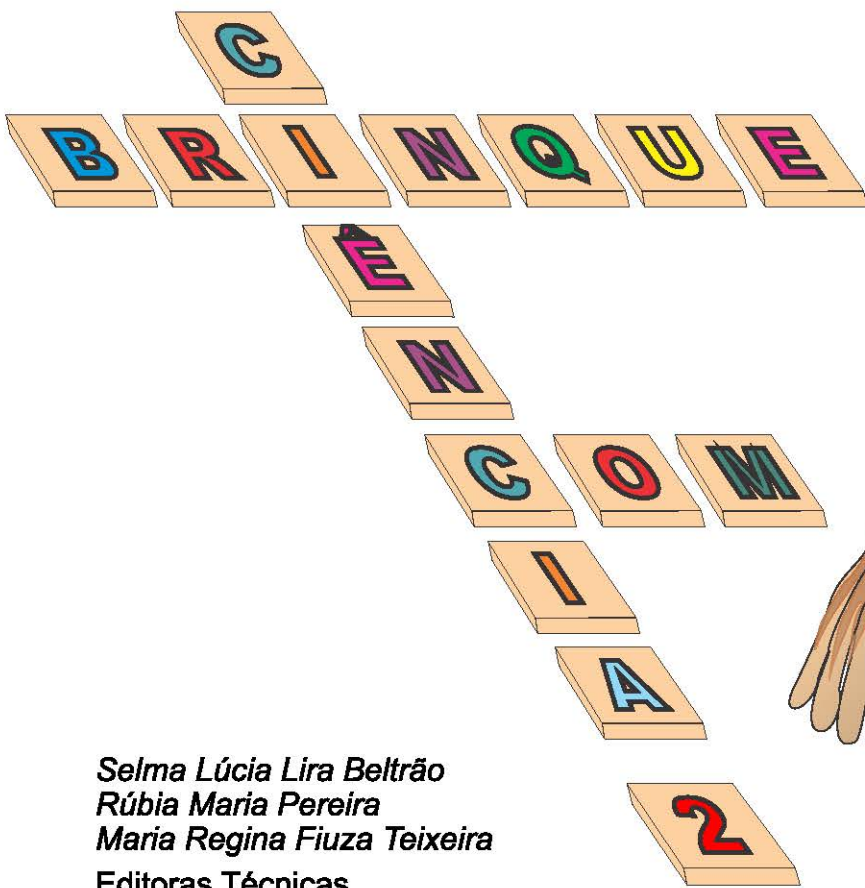 C
BRINQUE
Ê
N
COM
I
A
2
Selma Lúcia Lira Beltrão
Rúbia Maria Pereira
Maria Regina Fiuza Teixeira
Editoras Técnicas